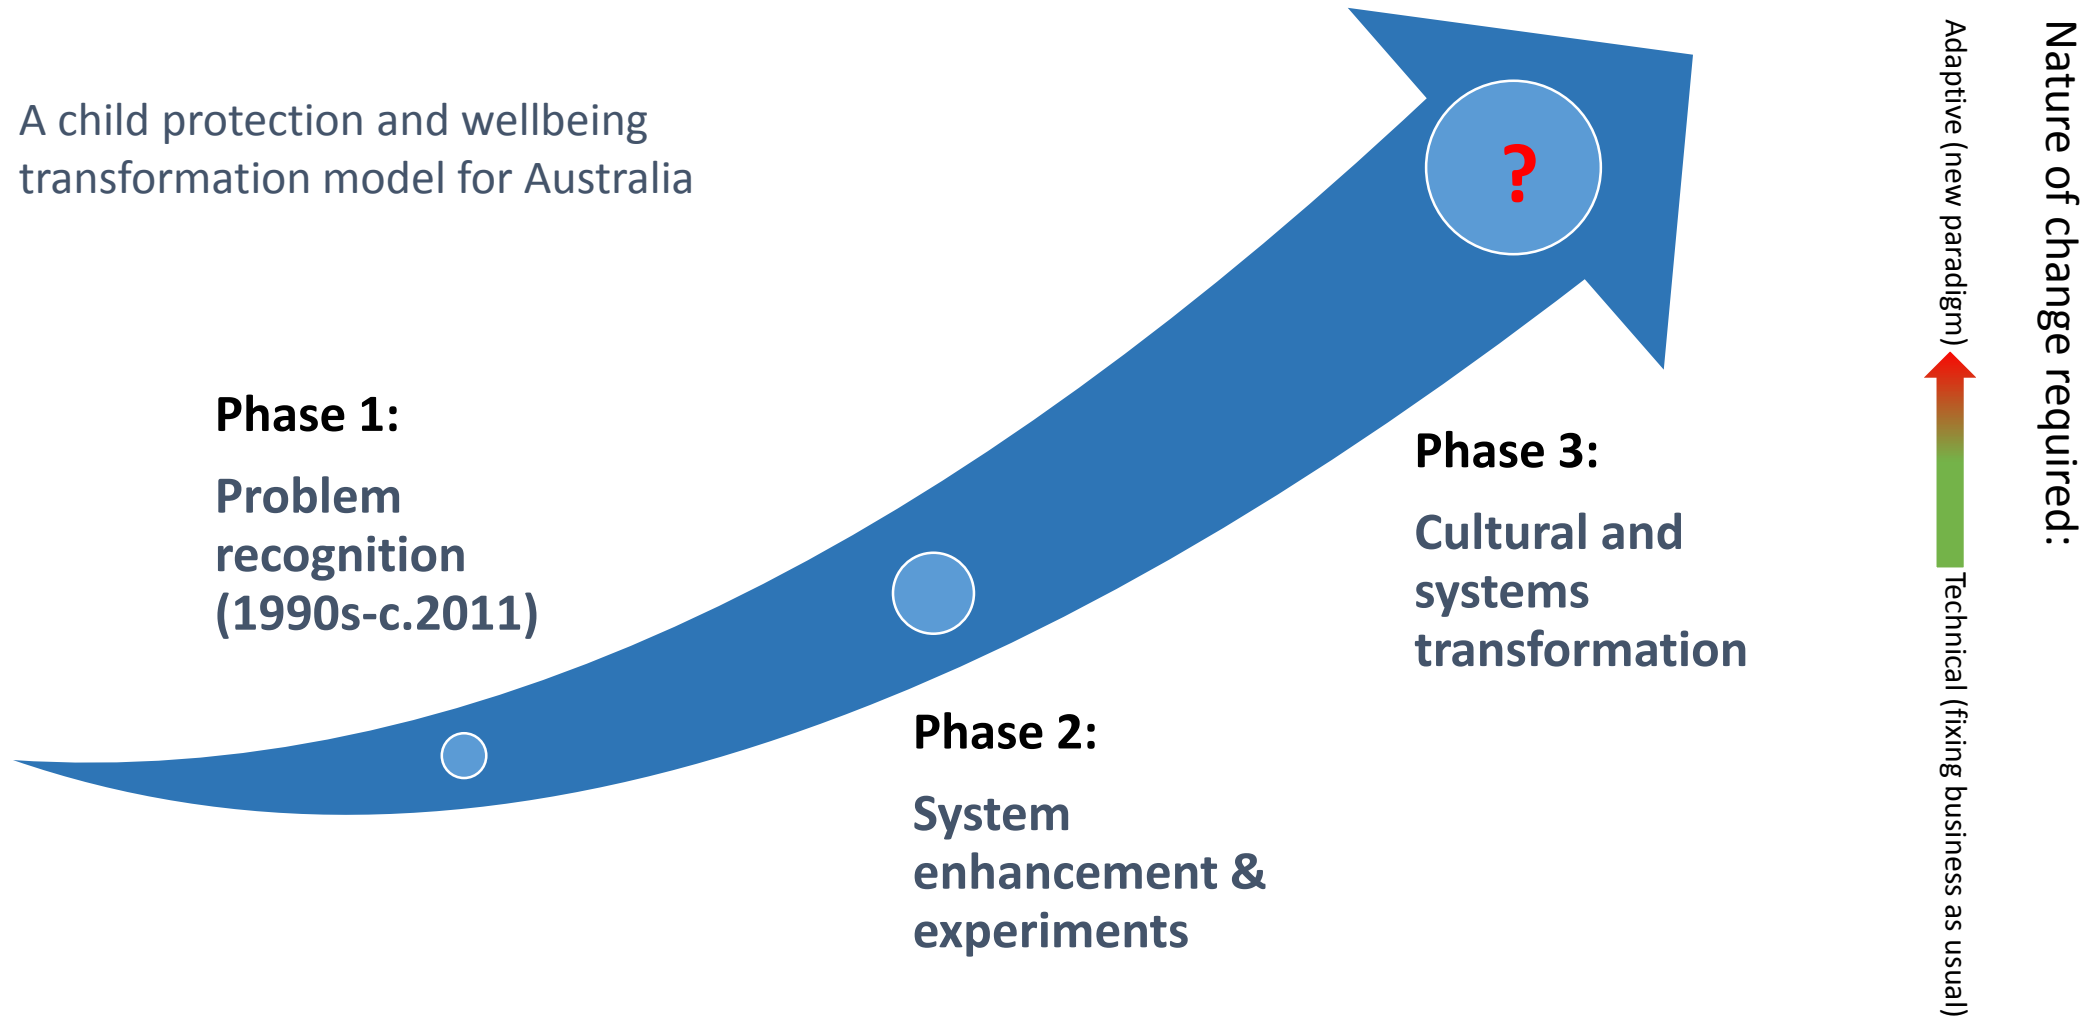 A child protection and wellbeing
transformation model for Australia
Phase 1:
Problem
recognition
(1990s-c.2011)
Phase 2:
System
enhancement &
experiments
?
Phase 3:
Cultural and
systems
transformation
Nature of change required:
Adaptive (new paradigm)
Technical (fixing business as usual)